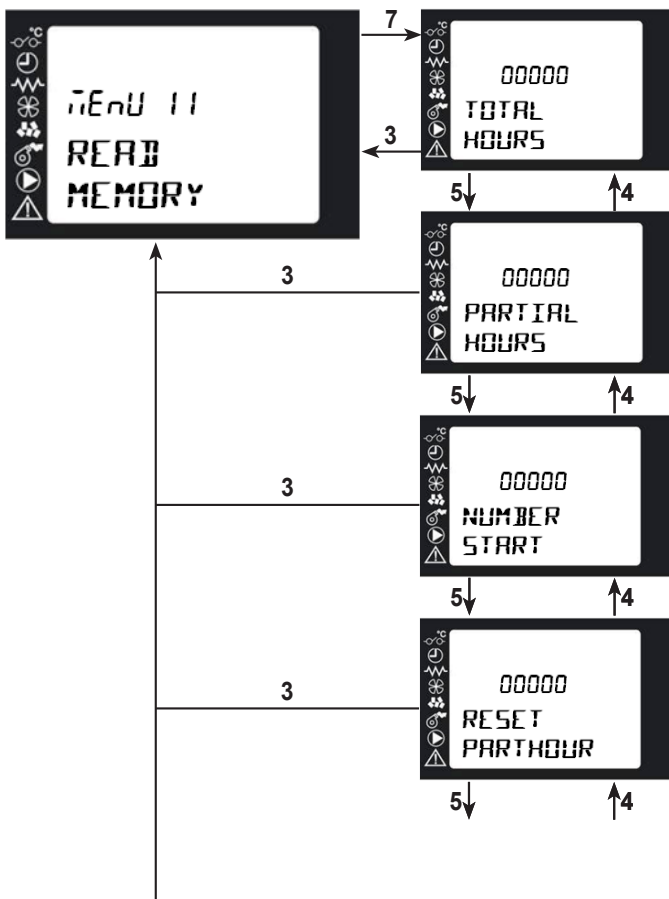 MEnU 11
READ
MEMORY
7
3
°C
00000
TOTAL
HOURS
5
4
3
°C
00000
PARTIAL
HOURS
5
4
3
°C
00000
NUMBER
START
5
4
3
°C
00000
RESET
PARTHOUR
5
4
°C